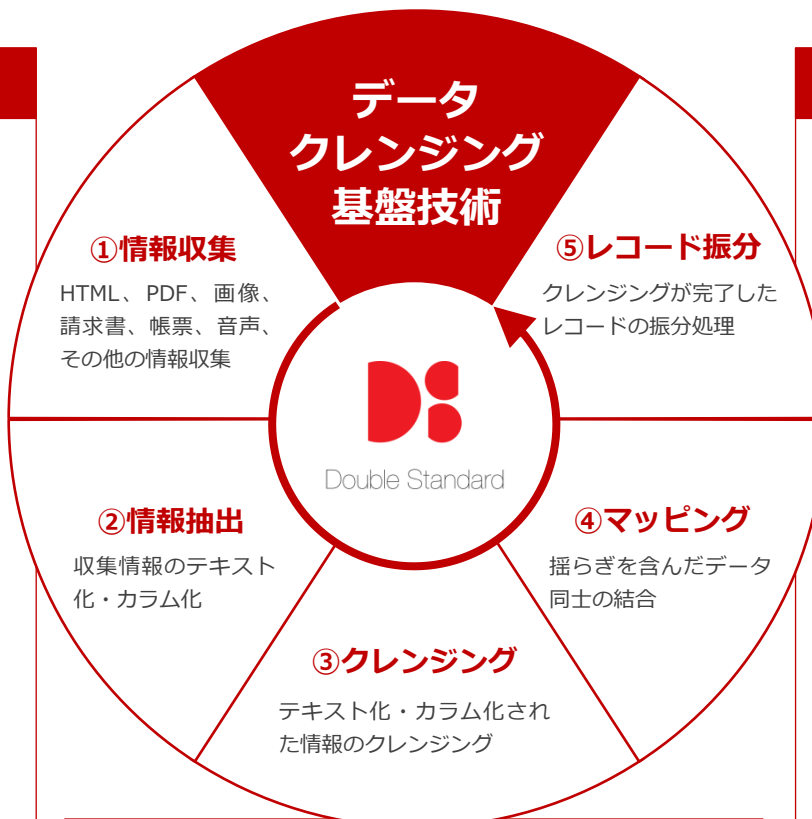 データ
クレンジング
基盤技術
①情報収集
HTML、PDF、画像、
請求書、帳票、音声、
その他の情報収集
②情報抽出
収集情報のテキスト
化・カラム化
③クレンジング
テキスト化・カラム化され
た情報のクレンジング
④マッピング
揺らぎを含んだデータ
同士の結合
⑤レコード振分
クレンジングが完了した
レコードの振分処理
Double Standard